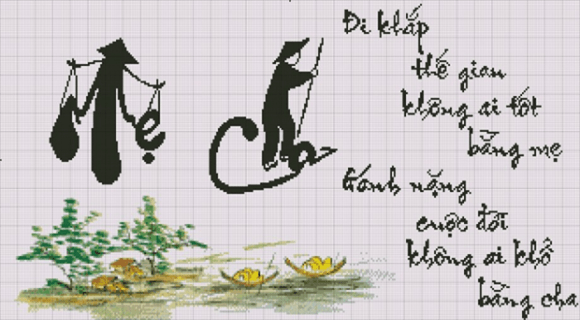 Mẹ
Cha
Đi khắp
thế gian
không ai tốt
bằng mẹ
Gánh nặng
cuộc đời
không ai khổ
bằng cha